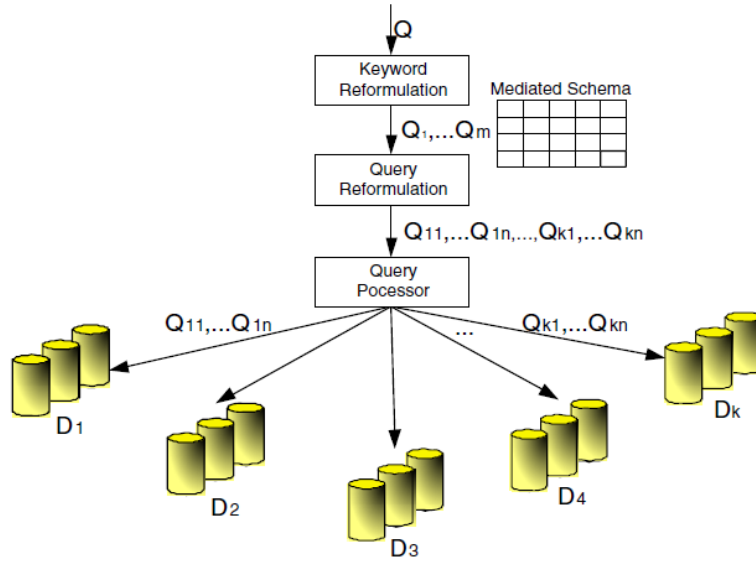 Q
Keyword
Reformulation
Mediated Schema
Q1,...Qm
Query
Reformulation
Q11,...Q1n,...,Qk1,...Qkn
Query
Pocessor
Q11,...Q1n
...
Qk1,...Qkn
D1
D2
D3
D4
Dk